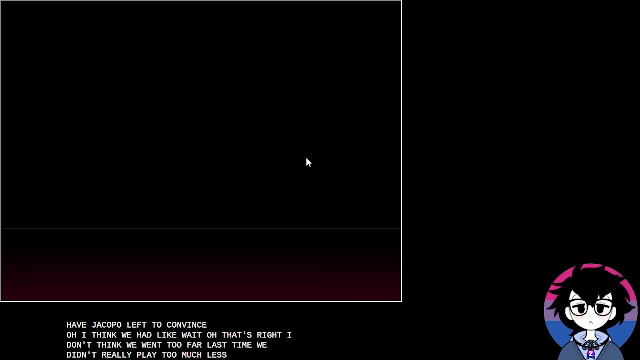 HAVE JACOPO LEFT TO CONVINCE
OH I THINK WE HAD LIKE WAIT OH THAT'S RIGHT I
DON'T THINK WE WENT TOO FAR LAST TIME WE
DIDN'T REALLY PLAY TOO MUCH LESS